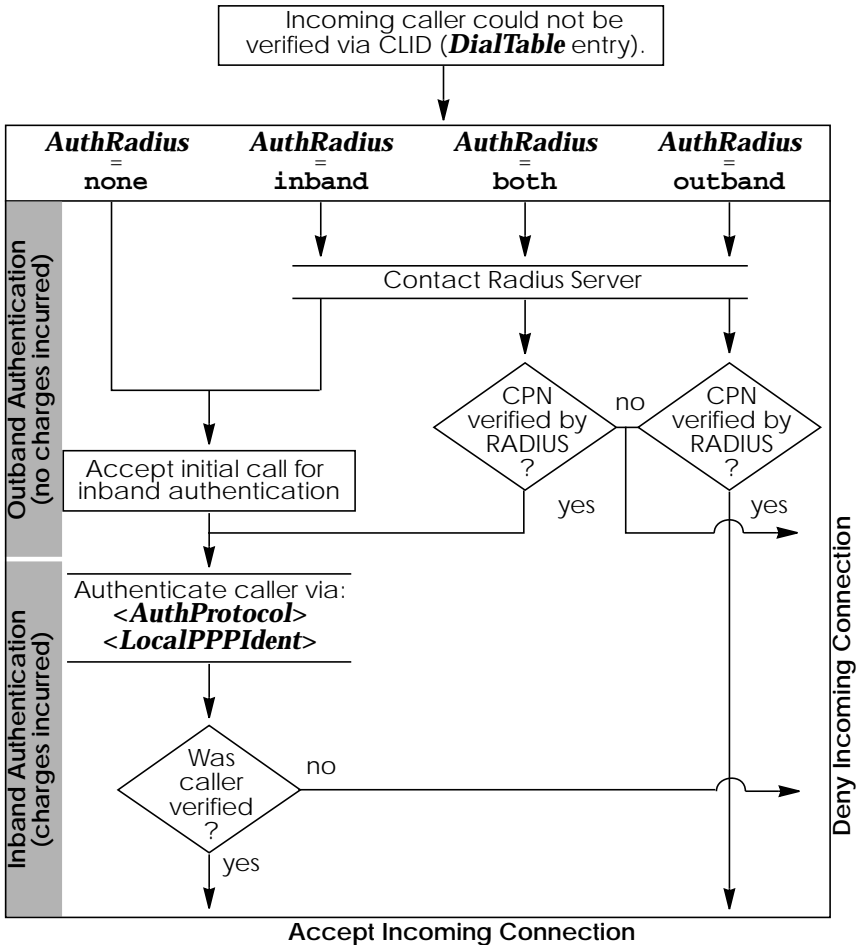 Incoming caller could not be
verified via CLID (DialTable entry).
AuthRadius
=
none
AuthRadius
=
inband
AuthRadius
=
both
AuthRadius
=
outband
Outband Authentication
(no charges incurred)
Contact Radius Server
CPN
verified by
RADIUS
?
no
CPN
verified by
RADIUS
?
Accept initial call for
inband authentication
yes
yes
Inband Authentication
(charges incurred)
Authenticate caller via:
<AuthProtocol>
<LocalPPPIdent>
Was
caller
verified
?
no
yes
Deny Incoming Connection
Accept Incoming Connection